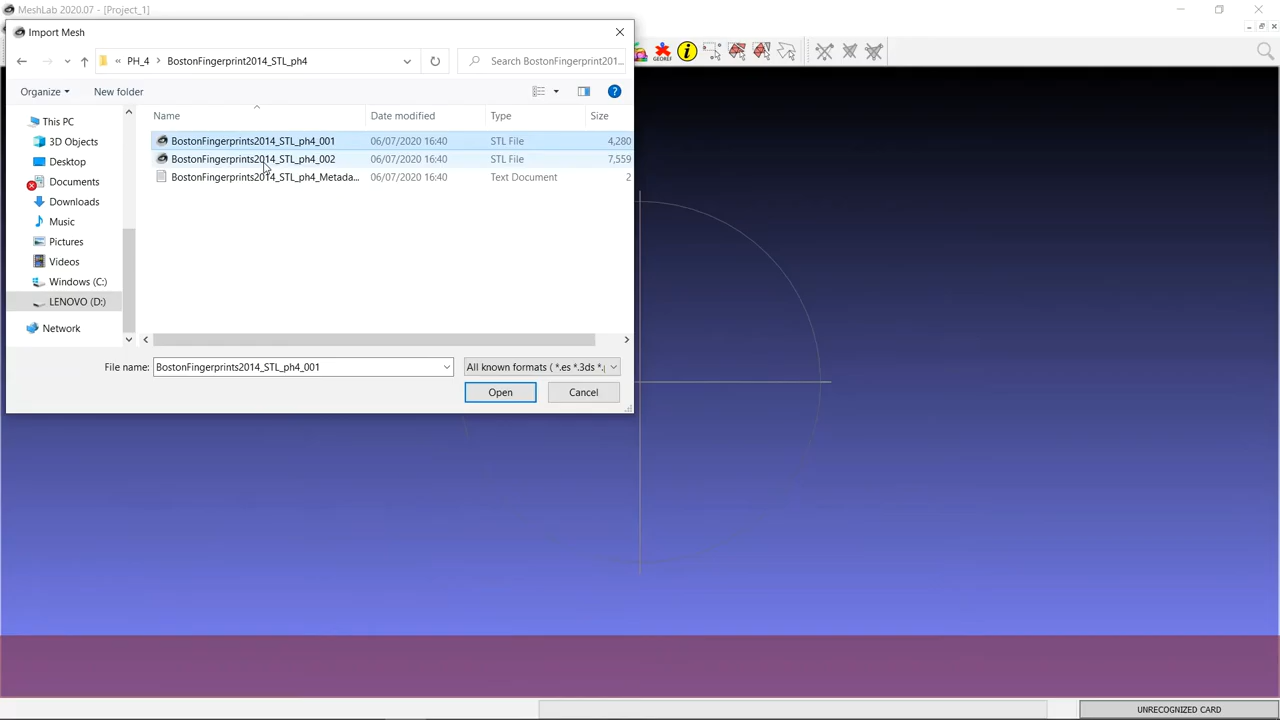 MeshLab 2020.07 - [Project_1]
Import Mesh
« PH_4 > BostonFingerprint2014_STL_ph4
Search BostonFingerprint201...
Organize
New folder
Name
Date modified
Type
Size
This PC
3D Objects
Desktop
Documents
Downloads
Music
Pictures
Videos
Windows (C:)
LENOVO (D:)
Network
BostonFingerprints2014_STL_ph4_001 06/07/2020 16:40 STL File 4,280
BostonFingerprints2014_STL_ph4_002 06/07/2020 16:40 STL File 7,559
BostonFingerprints2014_STL_ph4_Metada... 06/07/2020 16:40 Text Document 2
File name: BostonFingerprints2014_STL_ph4_001
All known formats ( *.es *.3ds *.
Open
Cancel
GEOREF
UNRECOGNIZED CARD